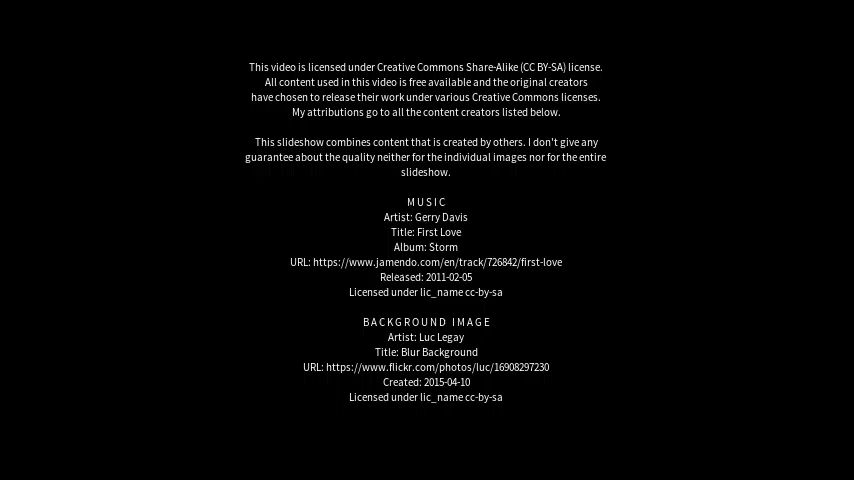 This video is licensed under Creative Commons Share-Alike (CC BY-SA) license.
All content used in this video is free available and the original creators
have chosen to release their work under various Creative Commons licenses.
My attributions go to all the content creators listed below.
This slideshow combines content that is created by others. I don't give any
guarantee about the quality neither for the individual images nor for the entire
slideshow.
MUSIC
Artist: Gerry Davis
Title: First Love
Album: Storm
URL: https://www.jamendo.com/en/track/726842/first-love
Released: 2011-02-05
Licensed under lic_name cc-by-sa
BACKGROUND IMAGE
Artist: Luc Legay
Title: Blur Background
URL: https://www.flickr.com/photos/luc/16908297230
Created: 2015-04-10
Licensed under lic_name cc-by-sa